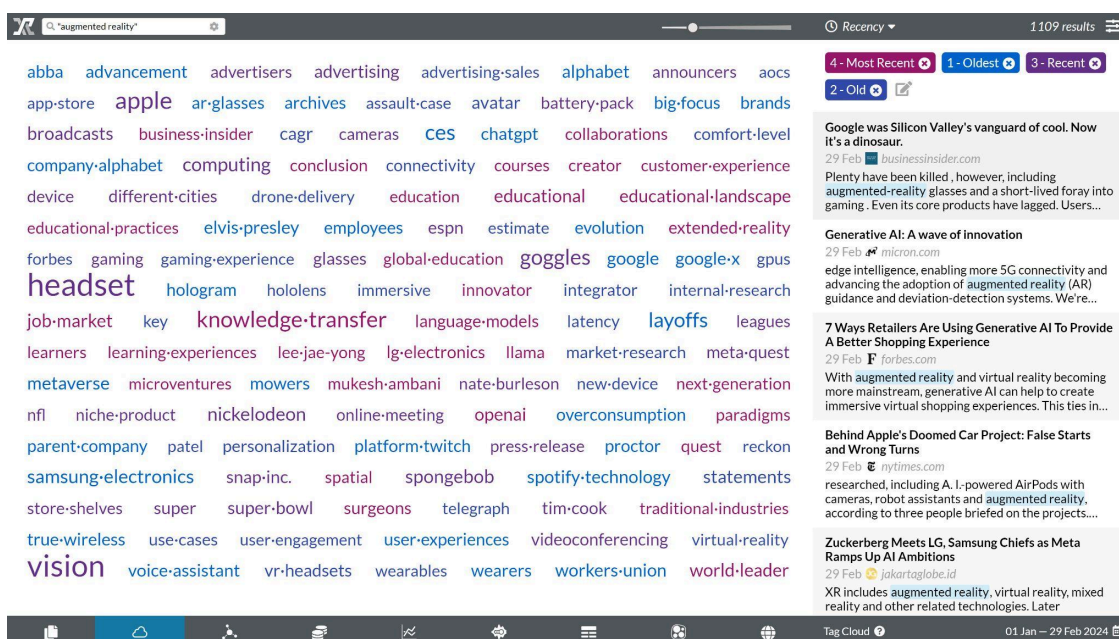 "augmented reality"
Recency
1109 results
abba advancement advertisers advertising advertising·sales alphabet announcers aocs
app·store apple ar·glasses archives assault·case avatar battery·pack big·focus brands
broadcasts business·insider cagr cameras ces chatgpt collaborations comfort·level
company·alphabet computing conclusion connectivity courses creator customer·experience
device different·cities drone·delivery education educational educational·landscape
educational·practices elvis·presley employees espn estimate evolution extended·reality
forbes gaming gaming·experience glasses global·education goggles google google·x gpus
headset hologram hololens immersive innovator integrator internal·research
job·market key knowledge·transfer language·models latency layoffs leagues
learners learning·experiences lee·jae·yong lg·electronics llama market·research meta·quest
metaverse microventures mowers mukesh·ambani nate·burleson new·device next·generation
nfl niche·product nickelodeon online·meeting openai overconsumption paradigms
parent·company patel personalization platform·twitch press·release proctor quest reckon
samsung·electronics snap·inc. spatial spongebob spotify·technology statements
store·shelves super super·bowl surgeons telegraph tim·cook traditional·industries
true·wireless use·cases user·engagement user·experiences videoconferencing virtual·reality
vision voice·assistant vr·headsets wearables wearers workers·union world·leader
4 - Most Recent 1 - Oldest 3 - Recent
2 - Old
Google was Silicon Valley's vanguard of cool. Now
it's a dinosaur.
29 Feb businessinsider.com
Plenty have been killed , however, including
augmented-reality glasses and a short-lived foray into
gaming . Even its core products have lagged. Users...
Generative AI: A wave of innovation
29 Feb micron.com
edge intelligence, enabling more 5G connectivity and
advancing the adoption of augmented reality (AR)
guidance and deviation-detection systems. We're...
7 Ways Retailers Are Using Generative AI To Provide
A Better Shopping Experience
29 Feb F forbes.com
With augmented reality and virtual reality becoming
more mainstream, generative AI can help to create
immersive virtual shopping experiences. This ties in...
Behind Apple's Doomed Car Project: False Starts
and Wrong Turns
29 Feb nytimes.com
researched, including A. I.-powered AirPods with
cameras, robot assistants and augmented reality,
according to three people briefed on the projects....
Zuckerberg Meets LG, Samsung Chiefs as Meta
Ramps Up AI Ambitions
29 Feb jakartaglobe.id
XR includes augmented reality, virtual reality, mixed
reality and other related technologies. Later
Tag Cloud
01 Jan — 29 Feb 2024